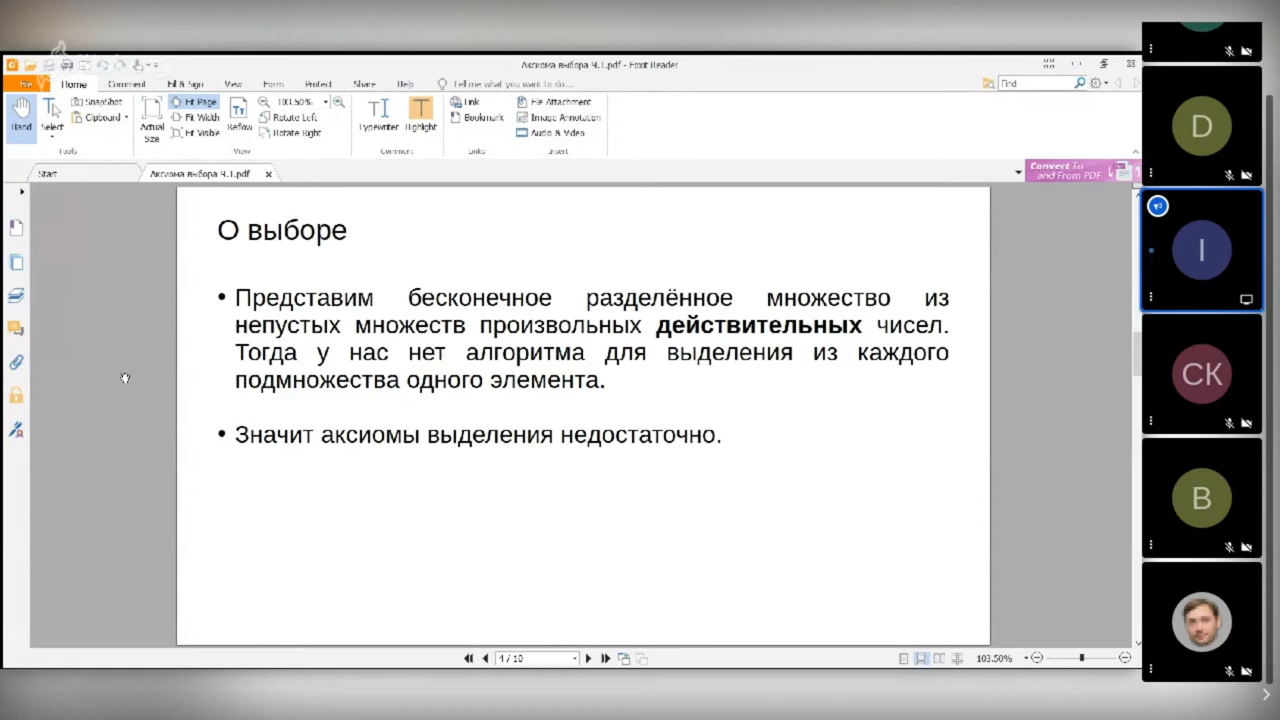 Аксиома выбора Ч.1.pdf - Foxit Reader
File
Home
Comment
Fill & Sign
View
Form
Protect
Share
Help
Tell me what you want to do...
Find
Hand
Select
SnapShot
Clipboard
Tools
Actual
Size
Fit Page
Fit Width
Fit Visible
Reflow
103.50%
Rotate Left
Rotate Right
View
Typewriter
Highlight
Comment
Link
Bookmark
Links
File Attachment
Image Annotation
Audio & Video
Insert
Start
Аксиома выбора Ч.1.pdf
Convert To
and From PDF
О выборе
• Представим бесконечное разделённое множество из
непустых множеств произвольных действительных чисел.
Тогда у нас нет алгоритма для выделения из каждого
подмножества одного элемента.
• Значит аксиомы выделения недостаточно.
4 / 10
103.50%
D
I
СК
B